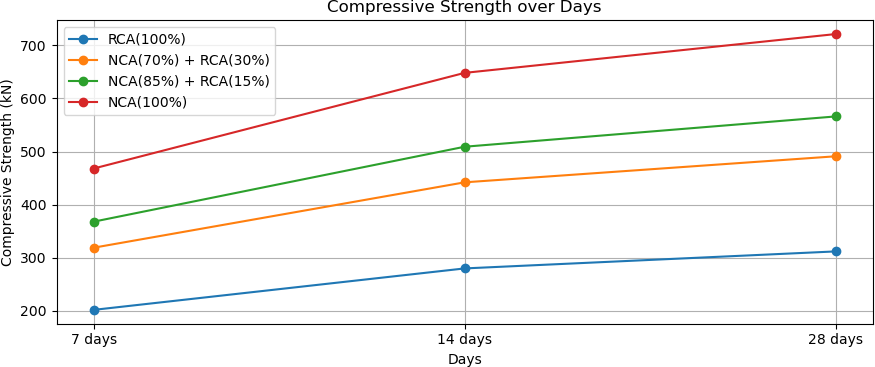 Compressive Strength over Days
RCA(100%)
NCA(70%) + RCA(30%)
NCA(85%) + RCA(15%)
NCA(100%)
Compressive Strength (kN)
700
600
500
400
300
200
7 days
14 days
28 days
Days